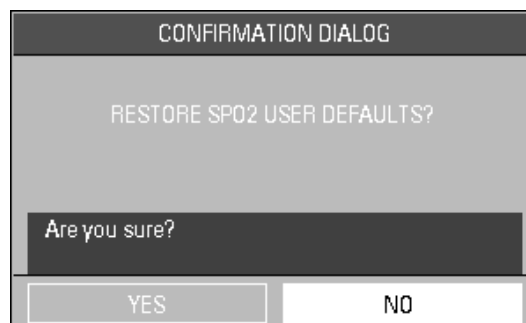 CONFIRMATION DIALOG
RESTORE SPO2 USER DEFAULTS?
Are you sure?
YES NO